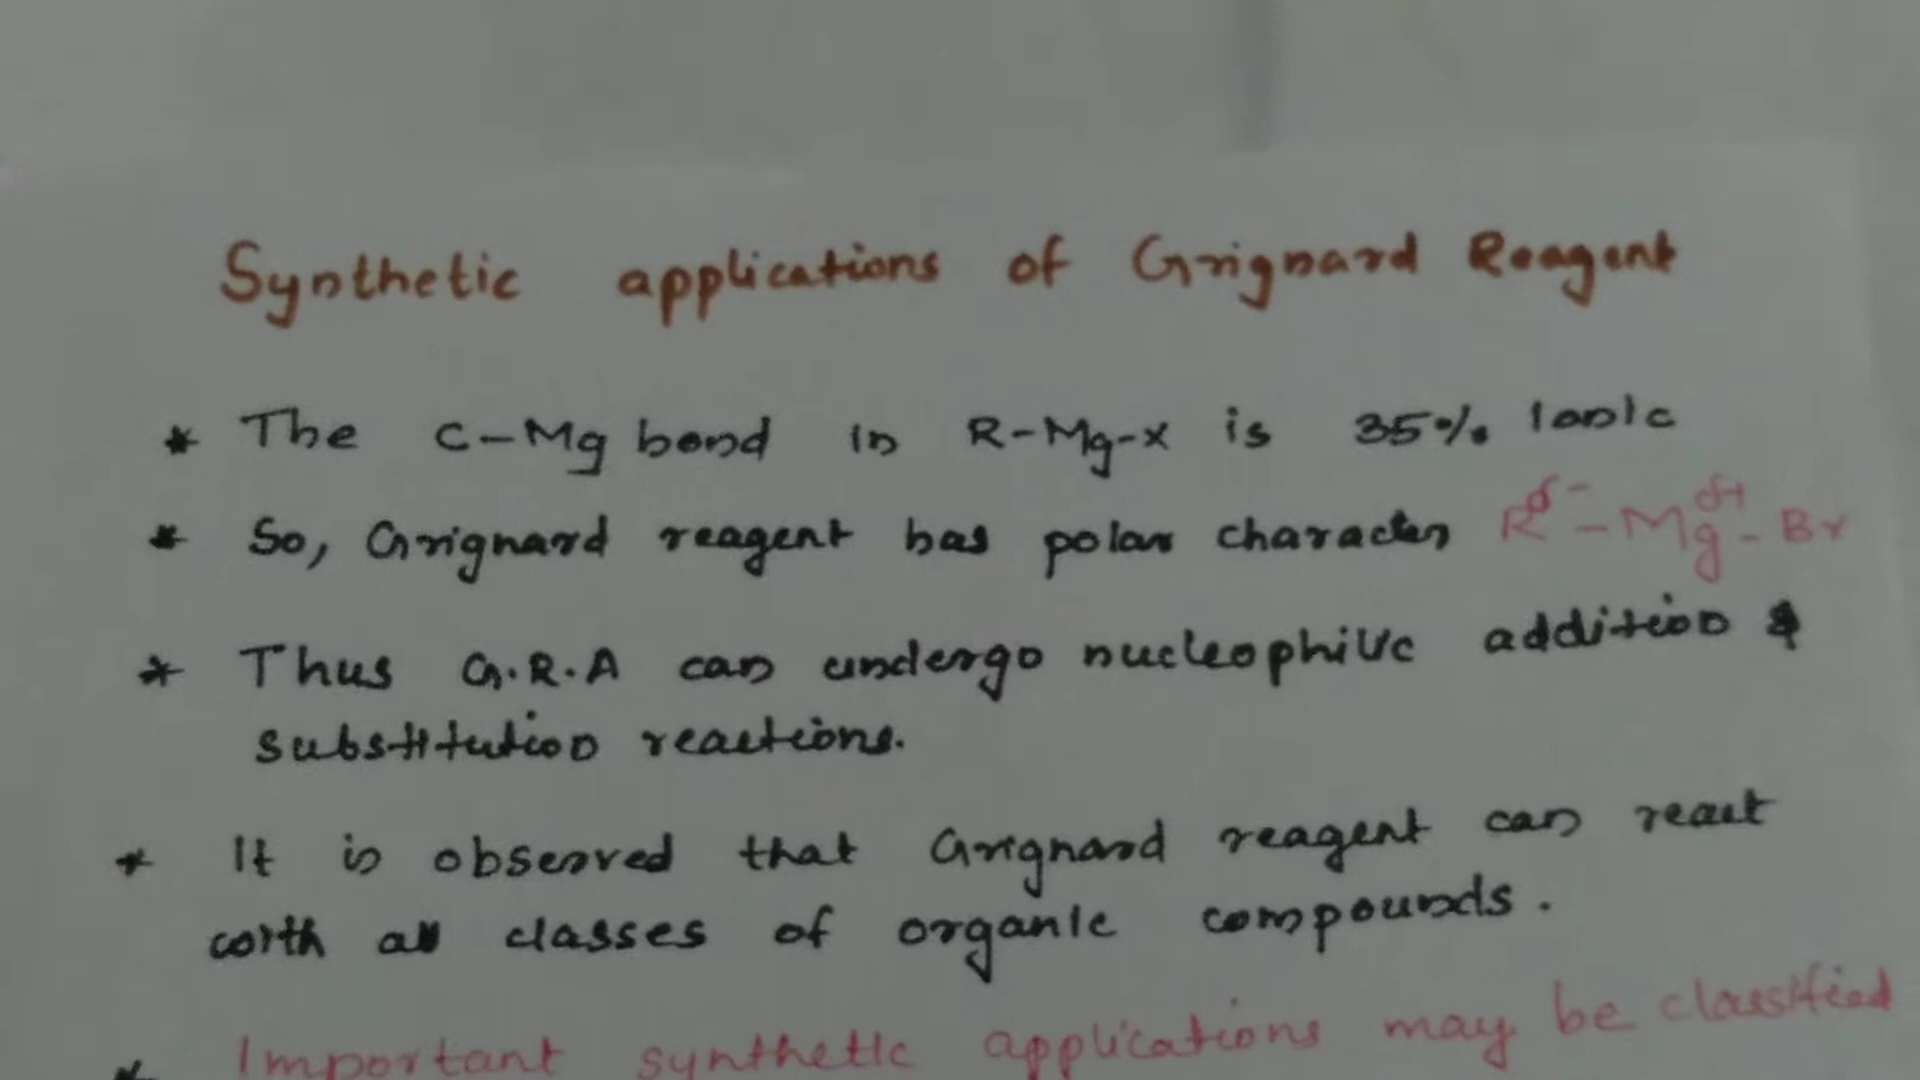 Synthetic applications of Grignard Reagent
* The C-Mg bond in R-Mg-X is 35% Ionic
* So, Grignard reagent has polar character R^δ- - Mg^δ+ - Br
* Thus G.R.A can undergo nucleophilic addition &
substitution reactions.
* It is observed that Grignard reagent can react
with all classes of organic compounds.
* Important synthetic applications may be classified